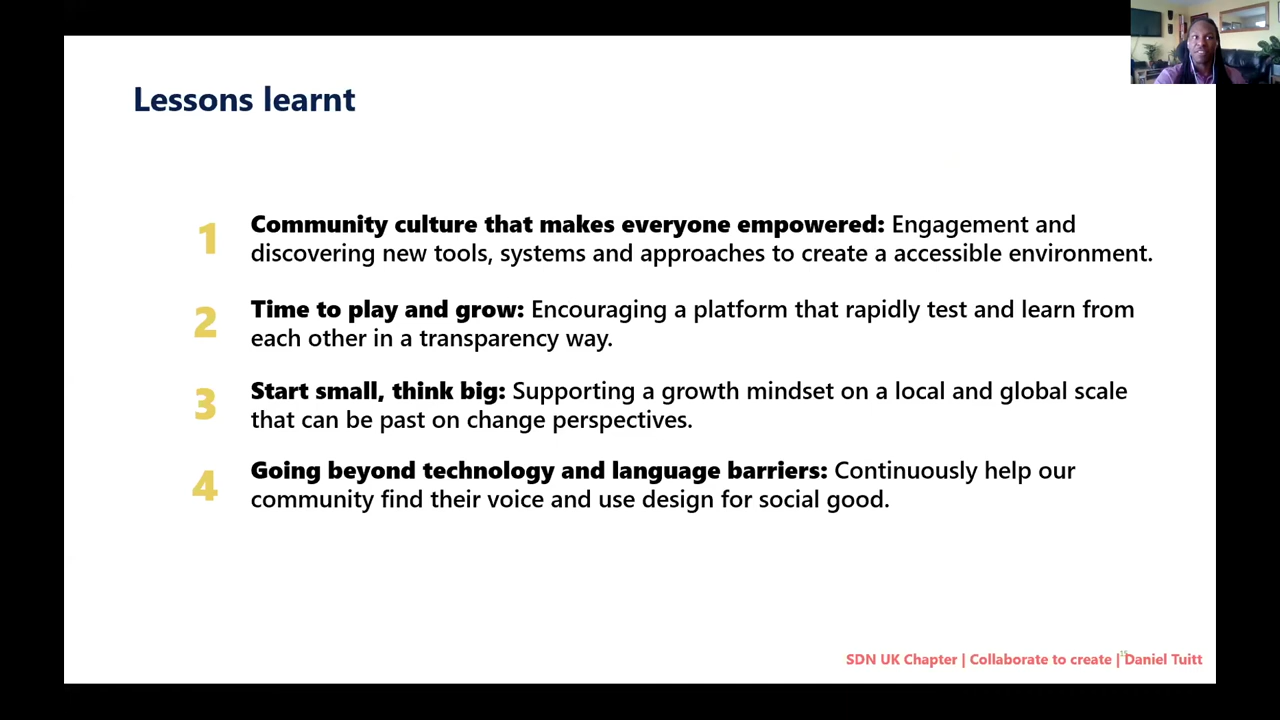 Lessons learnt
1
Community culture that makes everyone empowered: Engagement and
discovering new tools, systems and approaches to create a accessible environment.
2
Time to play and grow: Encouraging a platform that rapidly test and learn from
each other in a transparency way.
3
Start small, think big: Supporting a growth mindset on a local and global scale
that can be past on change perspectives.
4
Going beyond technology and language barriers: Continuously help our
community find their voice and use design for social good.
SDN UK Chapter | Collaborate to create | Daniel Tuitt
15